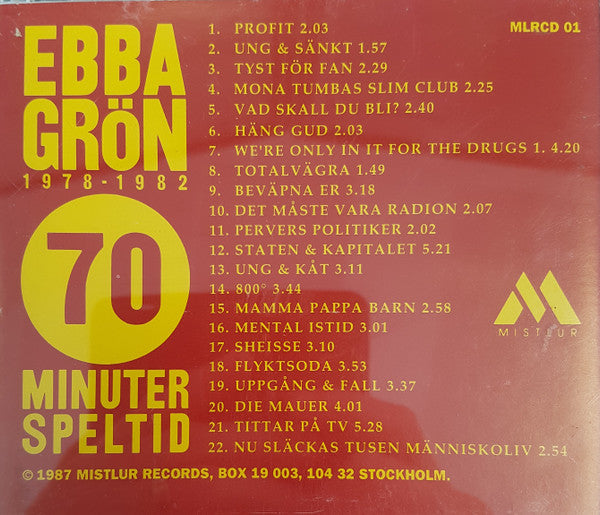 EBBA
GRÖN
1978-1982
70
MINUTER
SPELTID
MLRCD 01
1. PROFIT 2.03
2. UNG & SÄNKT 1.57
3. TYST FÖR FAN 2.29
4. MONA TUMBAS SLIM CLUB 2.25
5. VAD SKALL DU BLI? 2.40
6. HÄNG GUD 2.03
7. WE'RE ONLY IN IT FOR THE DRUGS 1. 4.20
8. TOTALVÄGRA 1.49
9. BEVÄPNA ER 3.18
10. DET MÅSTE VARA RADION 2.07
11. PERVERS POLITIKER 2.02
12. STATEN & KAPITALET 5.21
13. UNG & KÅT 3.11
14. 800° 3.44
15. MAMMA PAPPA BARN 2.58
16. MENTAL ISTID 3.01
17. SHEISSE 3.10
18. FLYKTSODA 3.53
19. UPPGÅNG & FALL 3.37
20. DIE MAUER 4.01
21. TITTAR PÅ TV 5.28
22. NU SLÄCKAS TUSEN MÄNNISKOLIV 2.54
MISTLUR
© 1987 MISTLUR RECORDS, BOX 19 003, 104 32 STOCKHOLM.